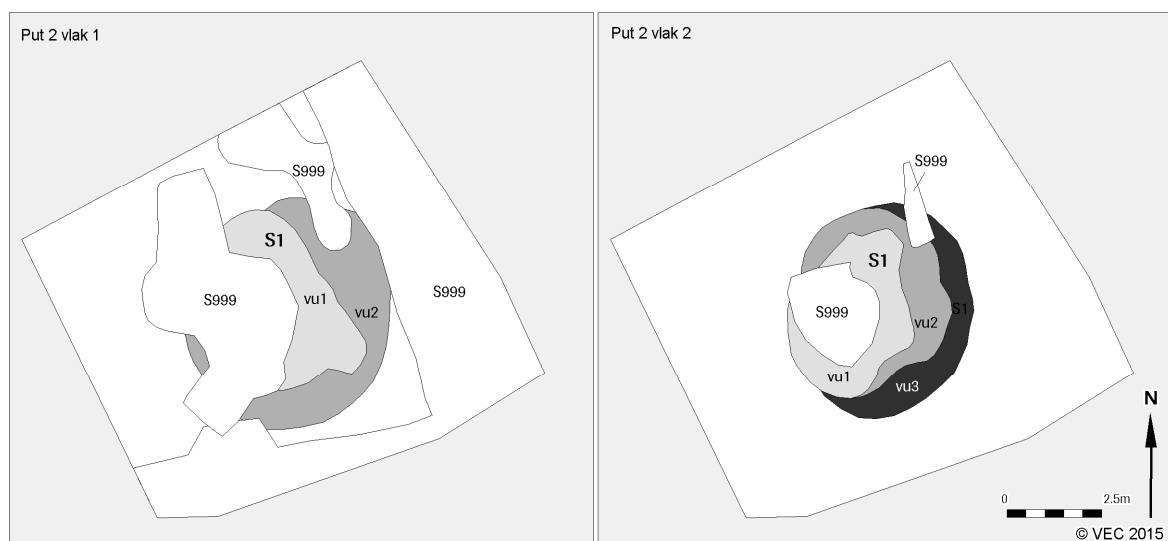 Put 2 vlak 1
S999
S1
S999
vu1
vu2
S999
Put 2 vlak 2
S999
S1
S999
S1
vu2
vu1
vu3
N
0 2.5m
© VEC 2015